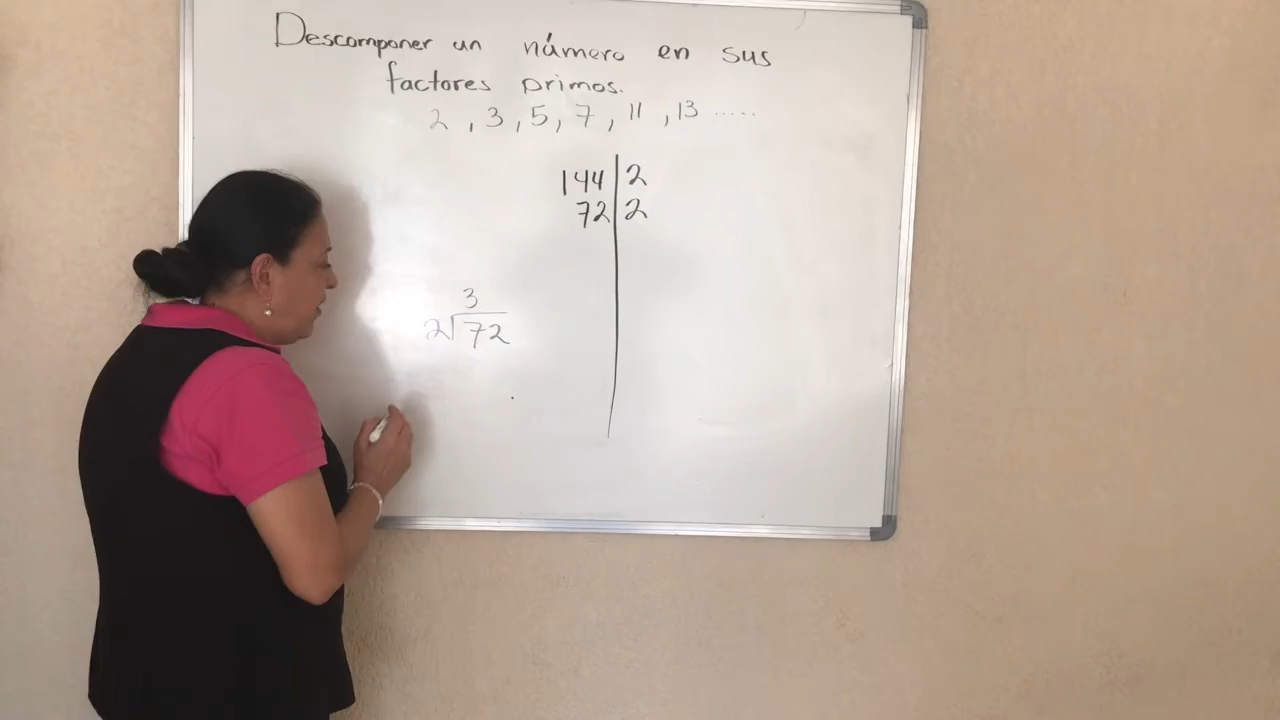 Descomponer un número en sus
factores primos.
2, 3, 5, 7, 11, 13 .....
144 | 2
72 | 2
3
2 72